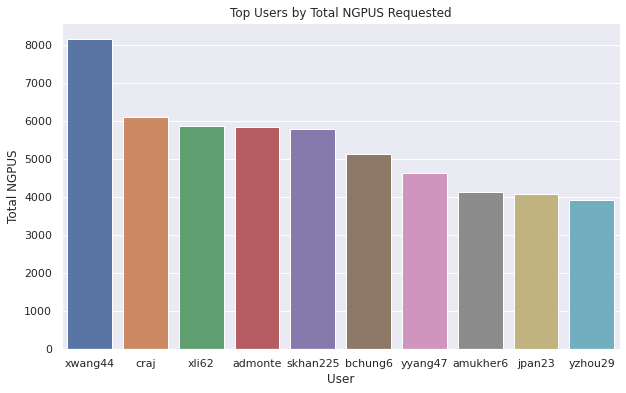 Top Users by Total NGPUS Requested
Total NGPUS
8000
7000
6000
5000
4000
3000
2000
1000
0
xwang44 craj xli62 admonte skhan225 bchung6 yyang47 amukher6 jpan23 yzhou29
User